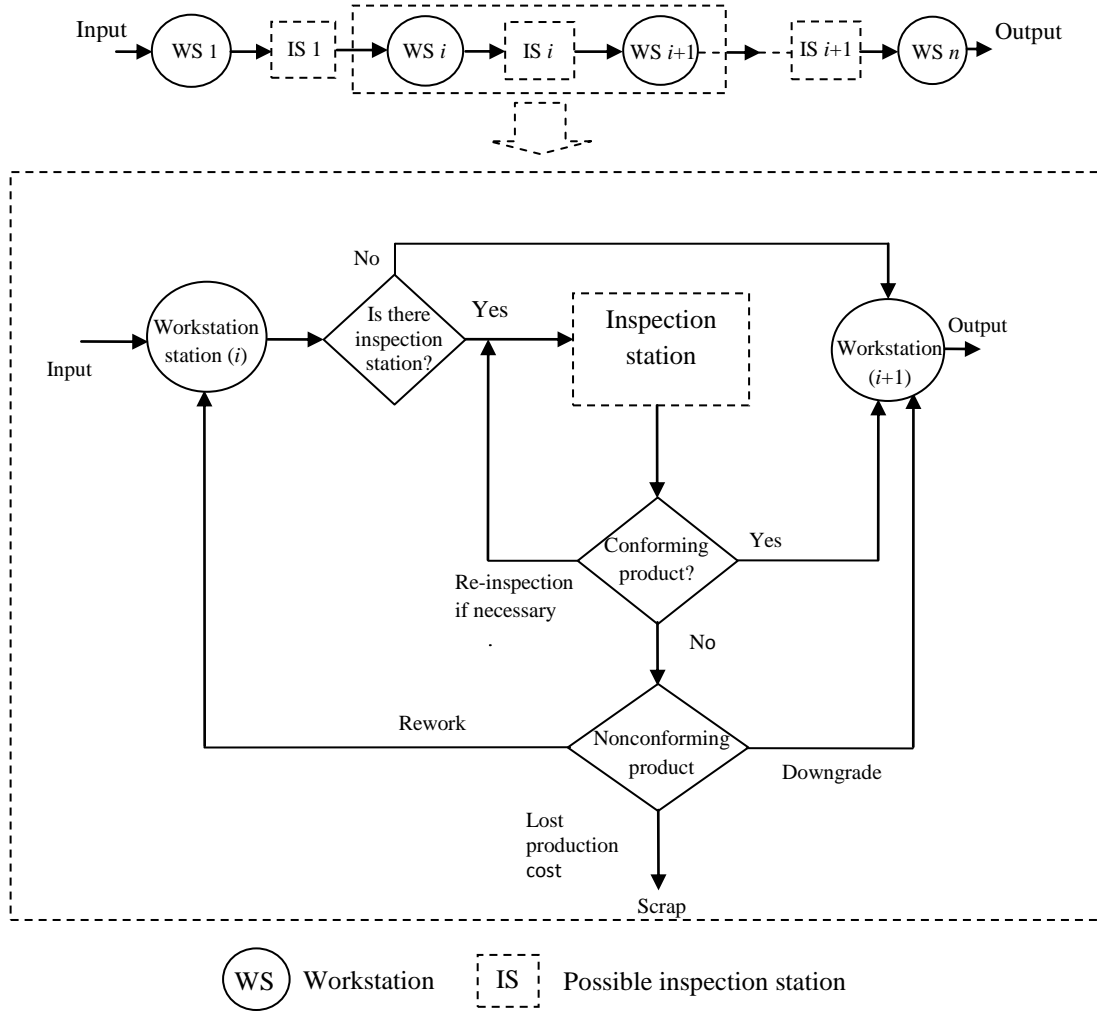 Input
WS 1
IS 1
WS i
IS i
WS i+1
IS i+1
WS n
Output
No
Is there
inspection
station?
Yes
Inspection
station
Workstation
station (i)
Input
Workstation
(i+1)
Output
Conforming
product?
Yes
Re-inspection
if necessary
.
No
Rework
Nonconforming
product
Downgrade
Lost
production
cost
Scrap
WS
Workstation
IS
Possible inspection station